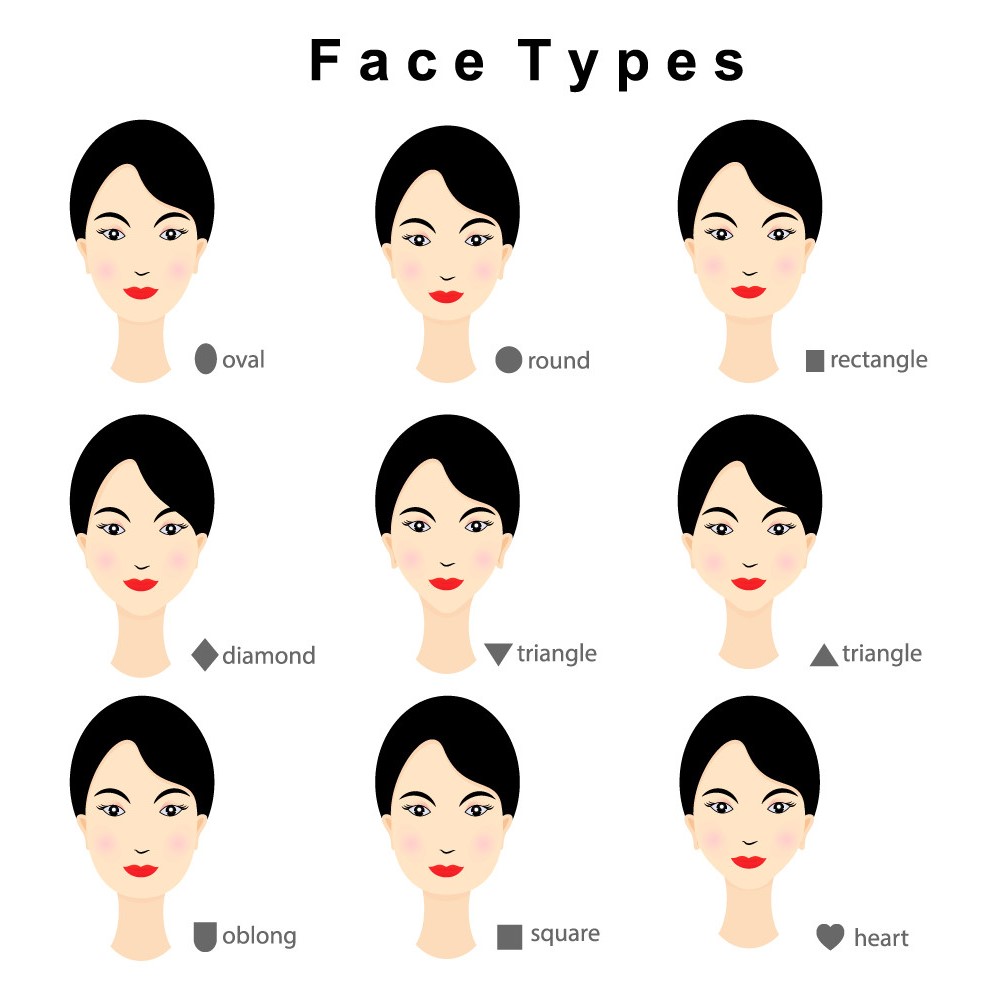 Face Types
oval
round
rectangle
diamond
triangle
triangle
oblong
square
heart